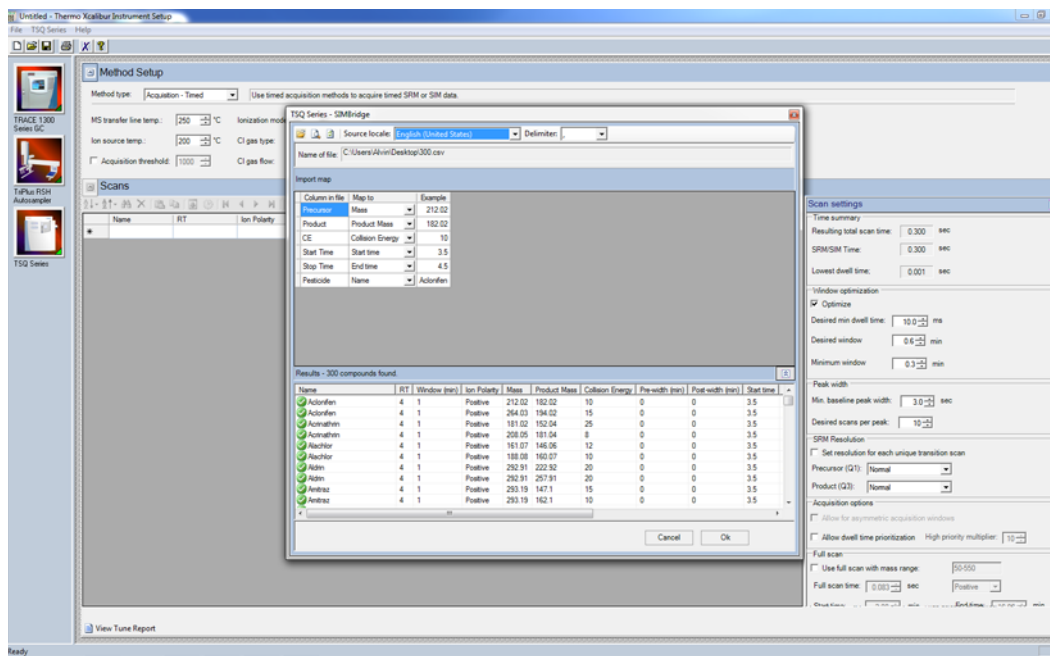 Untitled - Thermo Xcalibur Instrument Setup
File TSQ Series Help
TRACE 1300 Series GC
TriPlus RSH Autosampler
TSQ Series
Method Setup
Method type: Acquisition - Timed Use timed acquisition methods to acquire timed SRM or SIM data.
MS transfer line temp.: 250 °C Ionization mode
Ion source temp.: 200 °C CI gas type:
Acquisition threshold: 1000 CI gas flow:
Scans
Name RT Ion Polarity
TSQ Series - SIMBridge
Source locale: English (United States) Delimiter: ,
Name of file: C:\Users\Alvin\Desktop\300.csv
Import map
Column in file Map to Example
Precursor Mass 212.02
Product Product Mass 182.02
CE Collision Energy 10
Start Time Start time 3.5
Stop Time End time 4.5
Pesticide Name Aclonifen
Results - 300 compounds found.
Name RT Window (min) Ion Polarity Mass Product Mass Collision Energy Pre-width (min) Post-width (min) Start time
Aclonifen 4 1 Positive 212.02 182.02 10 0 0 3.5
Aclonifen 4 1 Positive 264.03 194.02 15 0 0 3.5
Acrinathrin 4 1 Positive 181.02 152.04 25 0 0 3.5
Acrinathrin 4 1 Positive 208.05 181.04 8 0 0 3.5
Alachlor 4 1 Positive 161.07 146.06 12 0 0 3.5
Alachlor 4 1 Positive 188.08 160.07 10 0 0 3.5
Aldrin 4 1 Positive 292.91 222.92 20 0 0 3.5
Aldrin 4 1 Positive 292.91 257.91 20 0 0 3.5
Amitraz 4 1 Positive 293.19 147.1 15 0 0 3.5
Amitraz 4 1 Positive 293.19 162.1 10 0 0 3.5
Cancel Ok
Scan settings
Time summary
Resulting total scan time: 0.300 sec
SRM/SIM Time: 0.300 sec
Lowest dwell time: 0.001 sec
Window optimization
Optimize
Desired min dwell time: 10.0 ms
Desired window 0.6 min
Minimum window 0.3 min
Peak width
Min. baseline peak width: 3.0 sec
Desired scans per peak: 10
SRM Resolution
Set resolution for each unique transition scan
Precursor (Q1): Normal
Product (Q3): Normal
Acquisition options
Allow for asymmetric acquisition windows
Allow dwell time prioritization High priority multiplier: 10
Full scan
Use full scan with mass range: 50-550
Full scan time: 0.083 sec Positive
View Tune Report
Ready